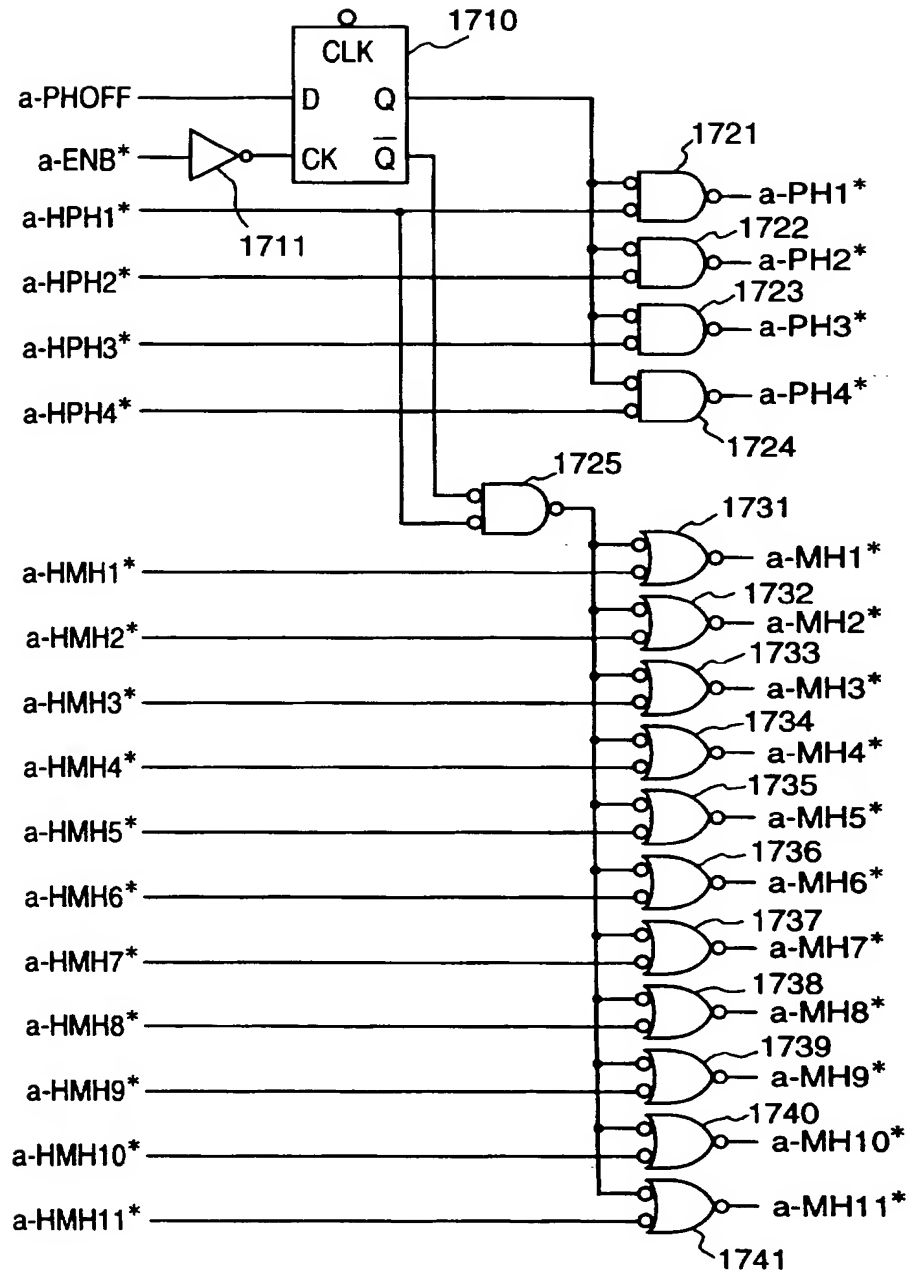 1710
CLK
a-PHOFF D Q
a-ENB* CK Q
1721
a-PH1*
a-HPH1*
1711
1722
a-PH2*
a-HPH2*
1723
a-PH3*
a-HPH3*
a-PH4*
a-HPH4*
1724
1725
1731
a-HMH1* a-MH1*
1732
a-HMH2* a-MH2*
1733
a-HMH3* a-MH3*
1734
a-HMH4* a-MH4*
1735
a-HMH5* a-MH5*
1736
a-HMH6* a-MH6*
1737
a-HMH7* a-MH7*
1738
a-HMH8* a-MH8*
1739
a-HMH9* a-MH9*
1740
a-HMH10* a-MH10*
a-HMH11* a-MH11*
1741